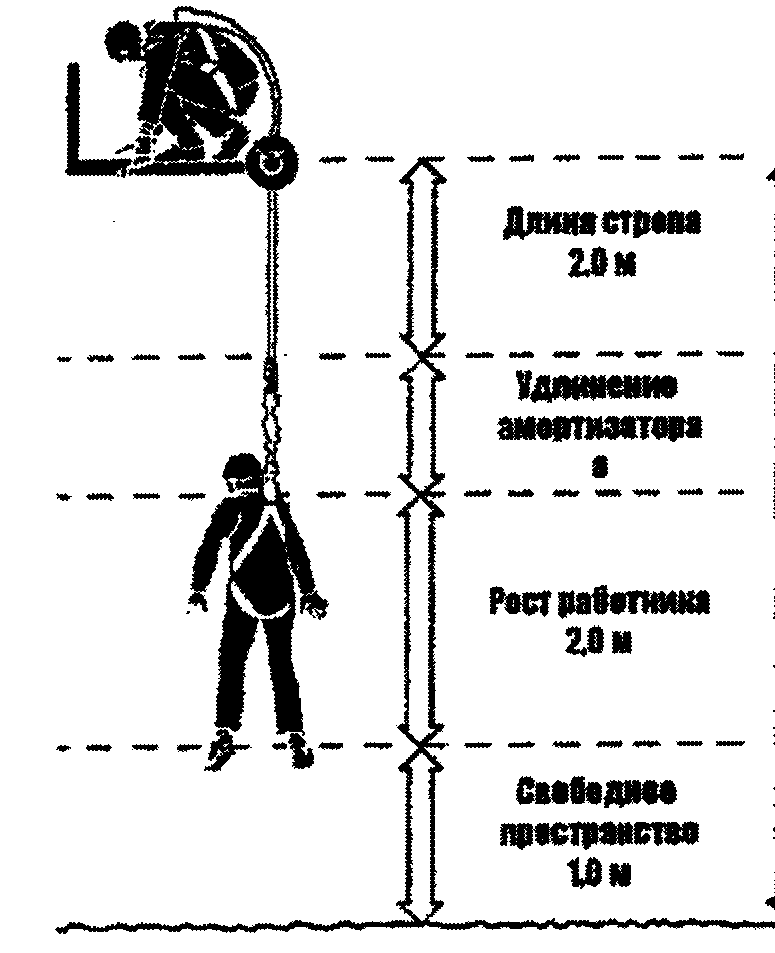 Длина стропа
2,0 м
Удлинение
амортизатора
а
Рост работника
2,0 м
Свободное
пространство
1,0 м